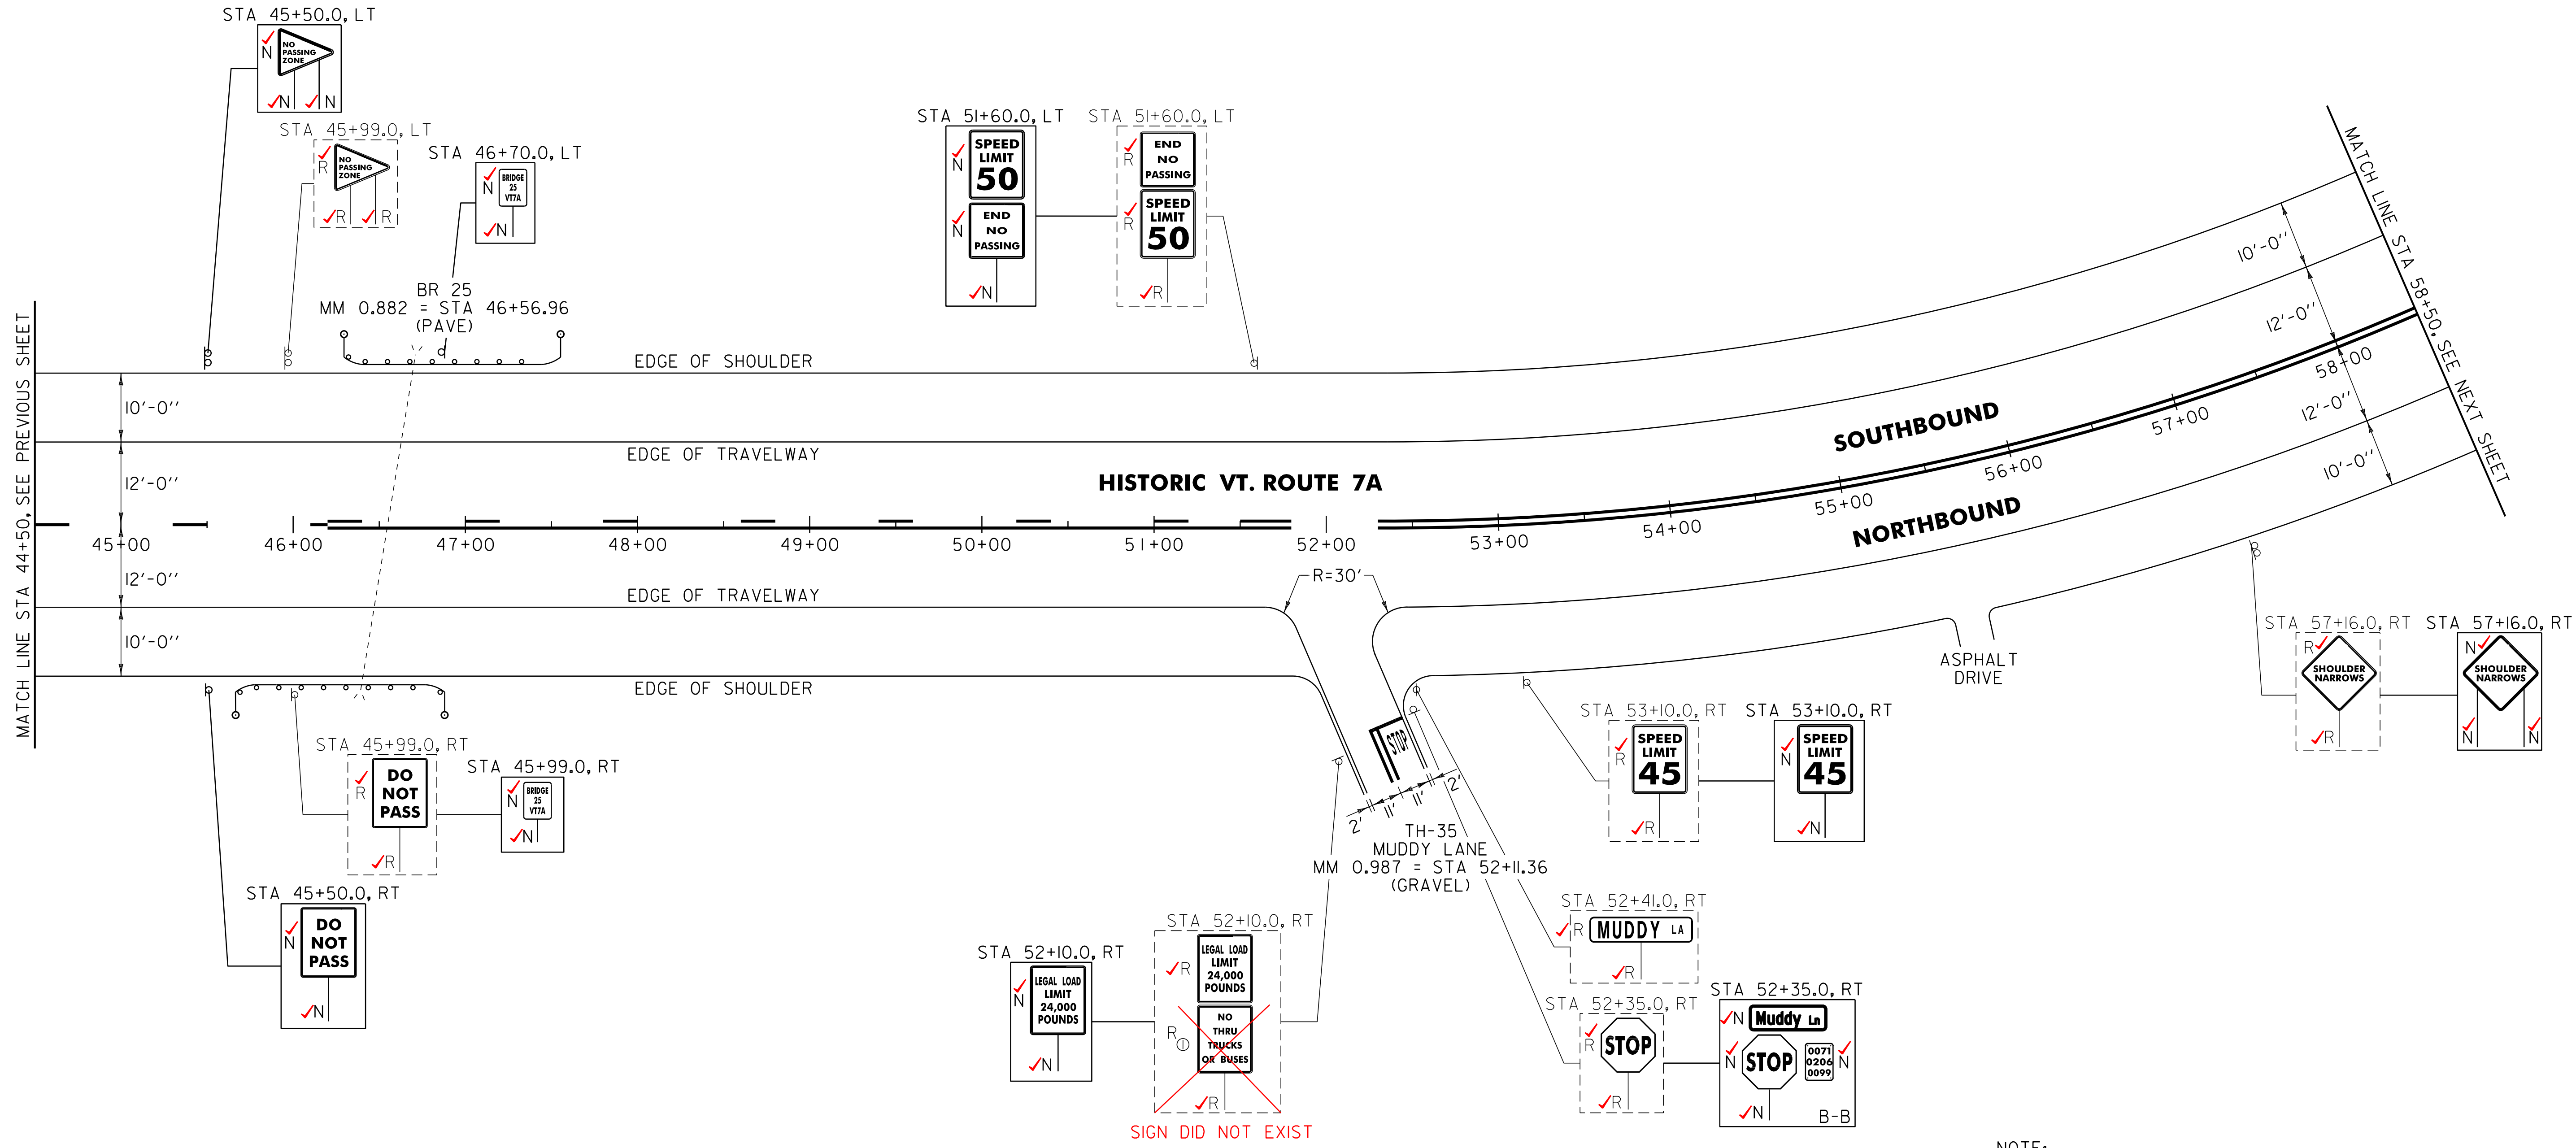 STA 45+50.0, LT
N
NO
PASSING
ZONE
N N
STA 45+99.0, LT
R
NO
PASSING
ZONE
R R
STA 46+70.0, LT
N
BRIDGE
25
VT7A
N
BR 25
MM 0.882 = STA 46+56.96
(PAVE)
STA 51+60.0, LT
N
SPEED
LIMIT
50
N
END
NO
PASSING
N
STA 51+60.0, LT
R
END
NO
PASSING
R
SPEED
LIMIT
50
R
MATCH LINE STA 44+50, SEE PREVIOUS SHEET
MATCH LINE STA 58+50, SEE NEXT SHEET
EDGE OF SHOULDER
10'-0''
EDGE OF TRAVELWAY
12'-0''
HISTORIC VT. ROUTE 7A
SOUTHBOUND
NORTHBOUND
10'-0''
12'-0''
12'-0''
10'-0''
45+00
46+00
47+00
48+00
49+00
50+00
51+00
52+00
53+00
54+00
55+00
56+00
57+00
58+00
12'-0''
EDGE OF TRAVELWAY
R=30'
10'-0''
EDGE OF SHOULDER
ASPHALT
DRIVE
STOP
2'
11'
11'
2'
TH-35
MUDDY LANE
MM 0.987 = STA 52+11.36
(GRAVEL)
STA 45+99.0, RT
R
DO
NOT
PASS
R
STA 45+99.0, RT
N
BRIDGE
25
VT7A
N
STA 45+50.0, RT
N
DO
NOT
PASS
N
STA 52+10.0, RT
N
LEGAL LOAD
LIMIT
24,000
POUNDS
N
STA 52+10.0, RT
R
LEGAL LOAD
LIMIT
24,000
POUNDS
R
1
NO
THRU
TRUCKS
OR BUSES
R
SIGN DID NOT EXIST
STA 53+10.0, RT
R
SPEED
LIMIT
45
R
STA 53+10.0, RT
N
SPEED
LIMIT
45
N
STA 52+41.0, RT
R
MUDDY LA
R
STA 52+35.0, RT
R
STOP
R
STA 52+35.0, RT
N
Muddy Ln
N
STOP
0071
0206
0099
N
N
B-B
STA 57+16.0, RT
R
SHOULDER
NARROWS
R
STA 57+16.0, RT
N
SHOULDER
NARROWS
N
N
NOTE: